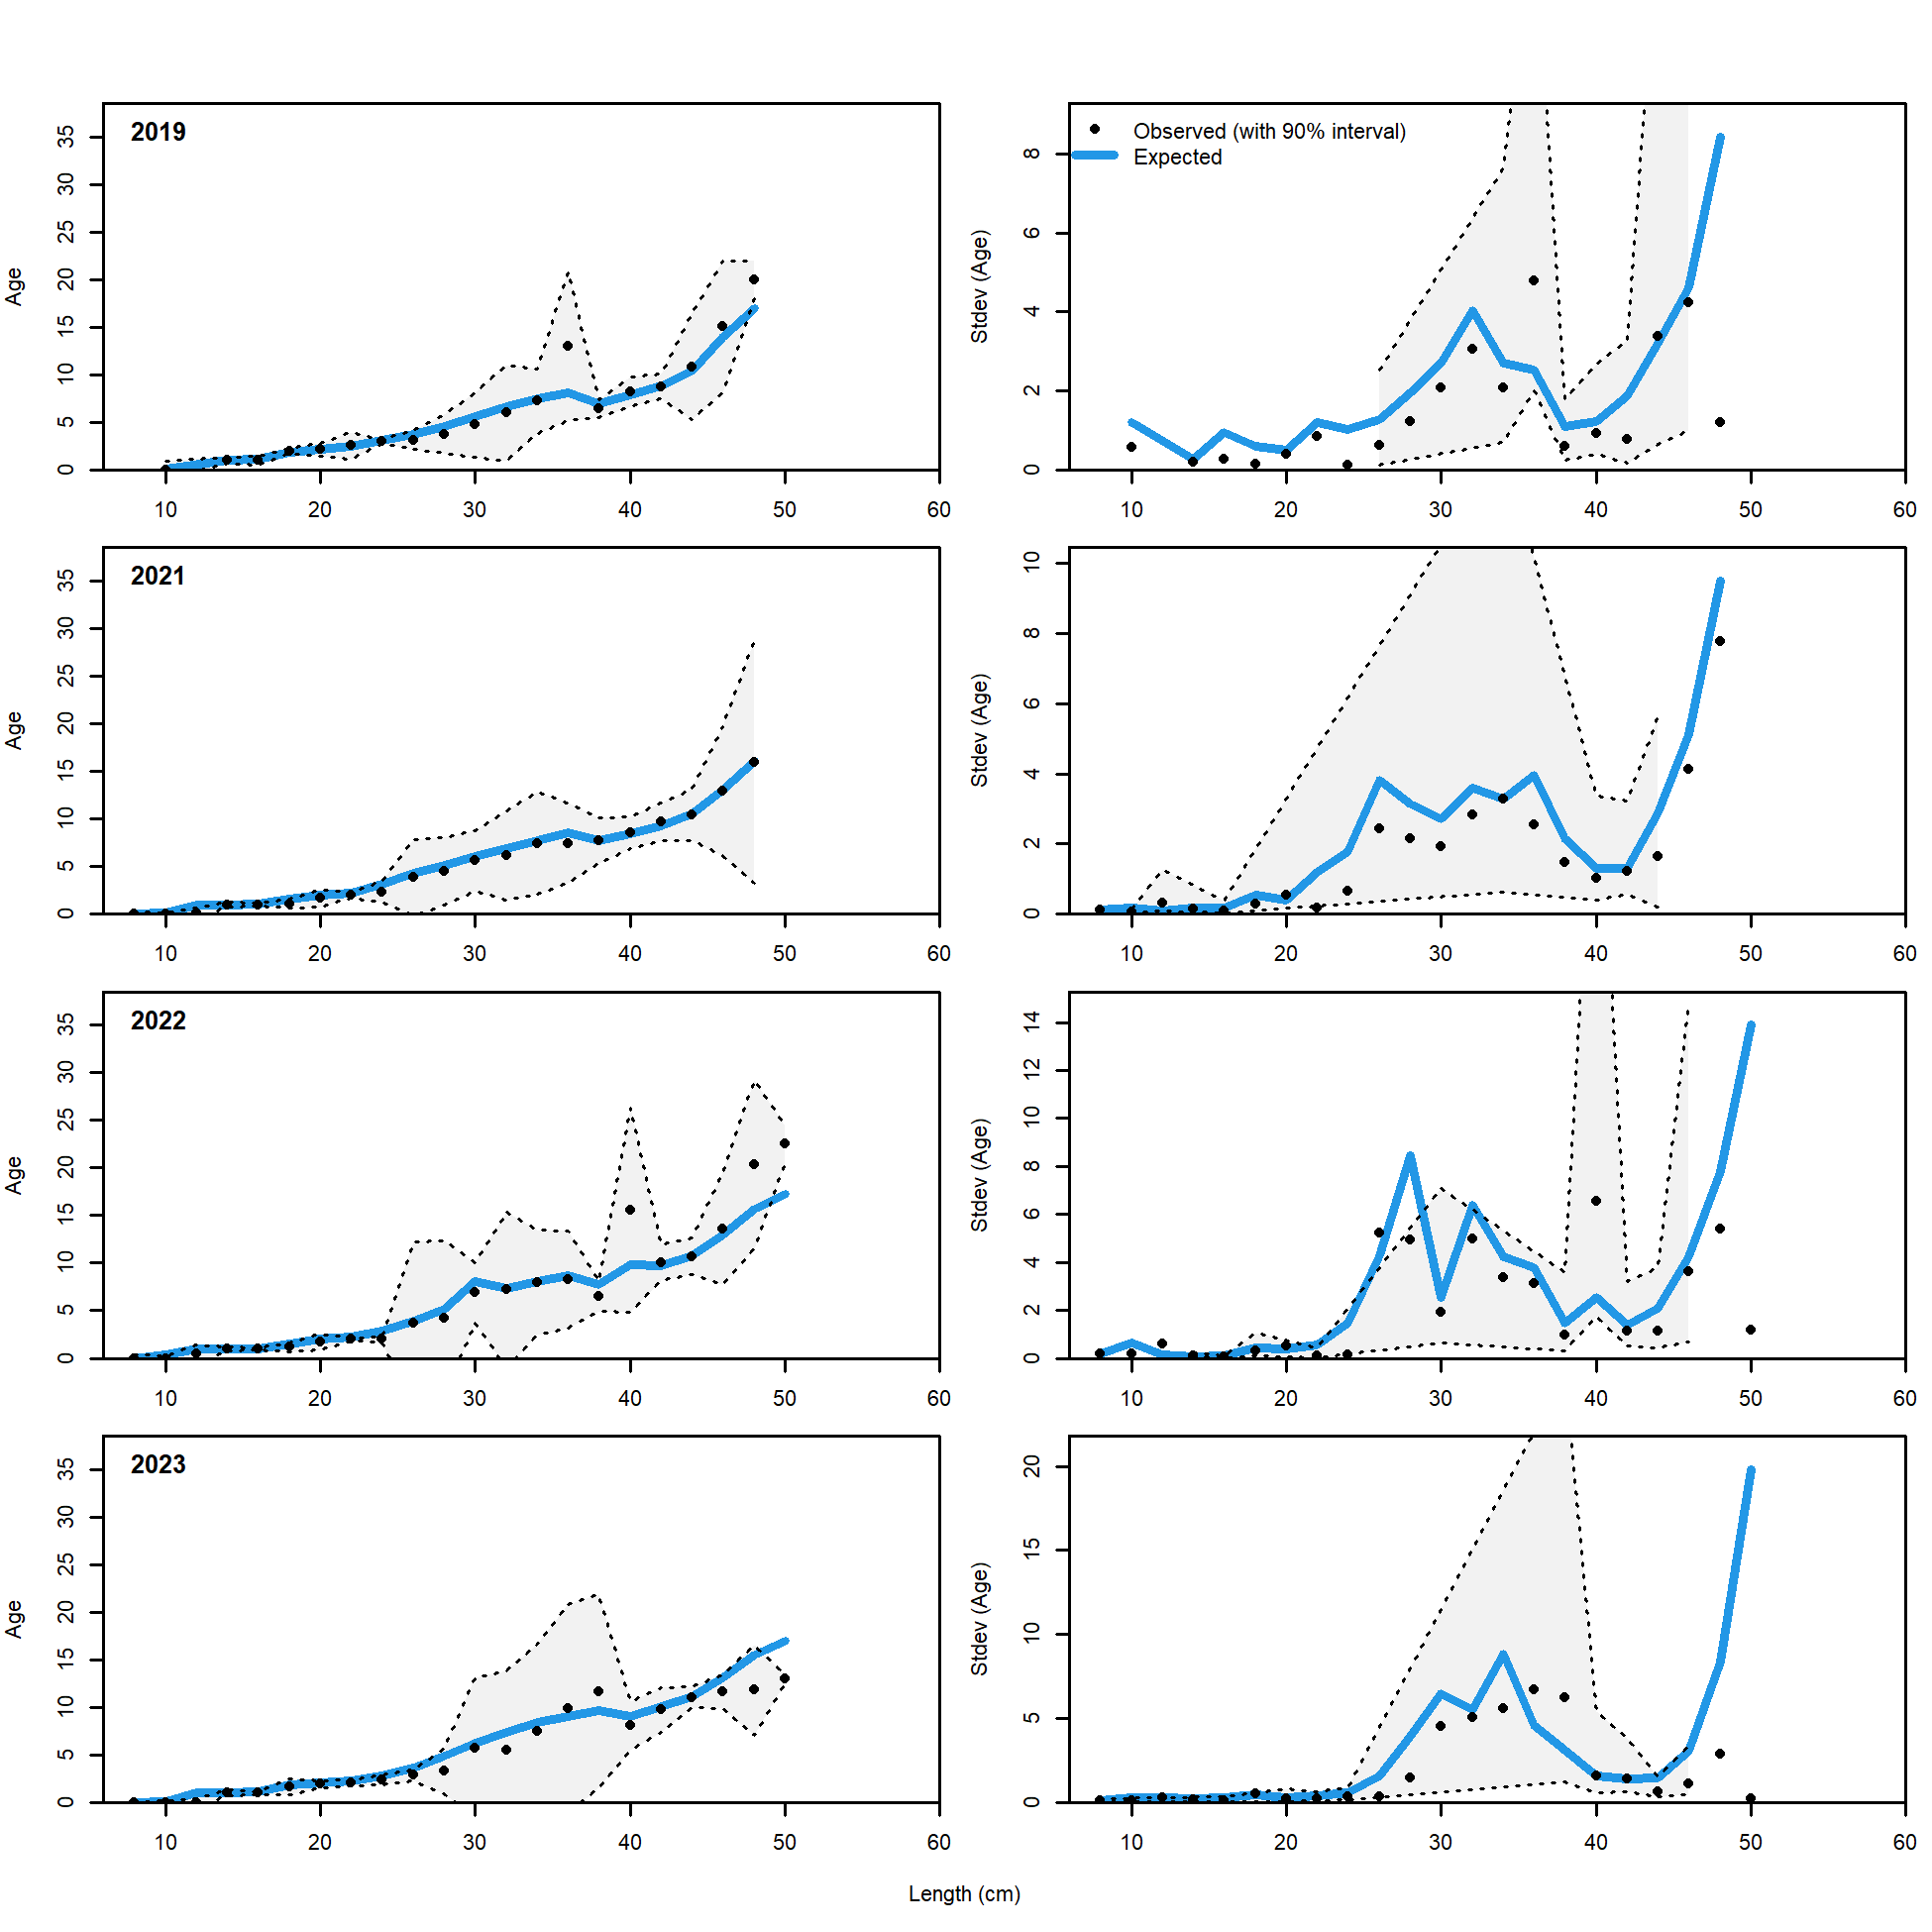 2019
Age
0 5 10 15 20 25 30 35
10 20 30 40 50 60
Observed (with 90% interval)
Expected
Stdev (Age)
0 2 4 6 8
10 20 30 40 50 60
2021
Age
0 5 10 15 20 25 30 35
10 20 30 40 50 60
Stdev (Age)
0 2 4 6 8 10
10 20 30 40 50 60
2022
Age
0 5 10 15 20 25 30 35
10 20 30 40 50 60
Stdev (Age)
0 2 4 6 8 10 12 14
10 20 30 40 50 60
2023
Age
0 5 10 15 20 25 30 35
10 20 30 40 50 60
Stdev (Age)
0 5 10 15 20
10 20 30 40 50 60
Length (cm)